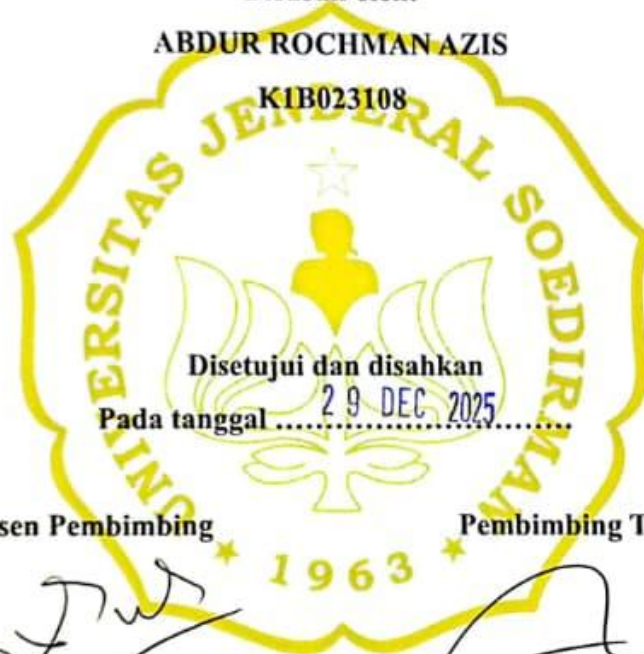 ABDUR ROCHMAN AZIS
K1B023108
UNIVERSITAS JENDERAL SOEDIRMAN
Disetujui dan disahkan
Pada tanggal ..................................
29 DEC 2025
sen Pembimbing
Pembimbing T
★ 1963 ★